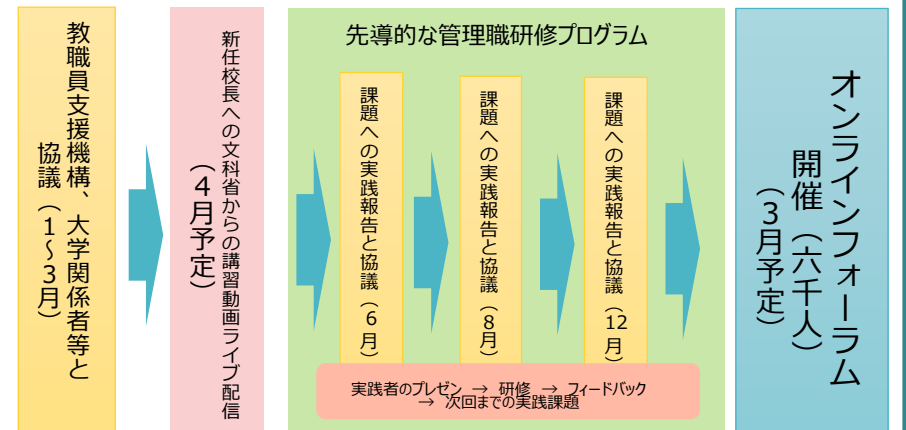 教職員支援機構、大学関係者等と
協議（1～3月）
新任校長への文科省からの講習動画ライブ配信
（4月予定）
先導的な管理職研修プログラム
課題への実践報告と協議（6月）
課題への実践報告と協議（8月）
課題への実践報告と協議（12月）
実践者のプレゼン → 研修 → フィードバック
→ 次回までの実践課題
オンラインフォーラム
開催（六千人）
（3月予定）